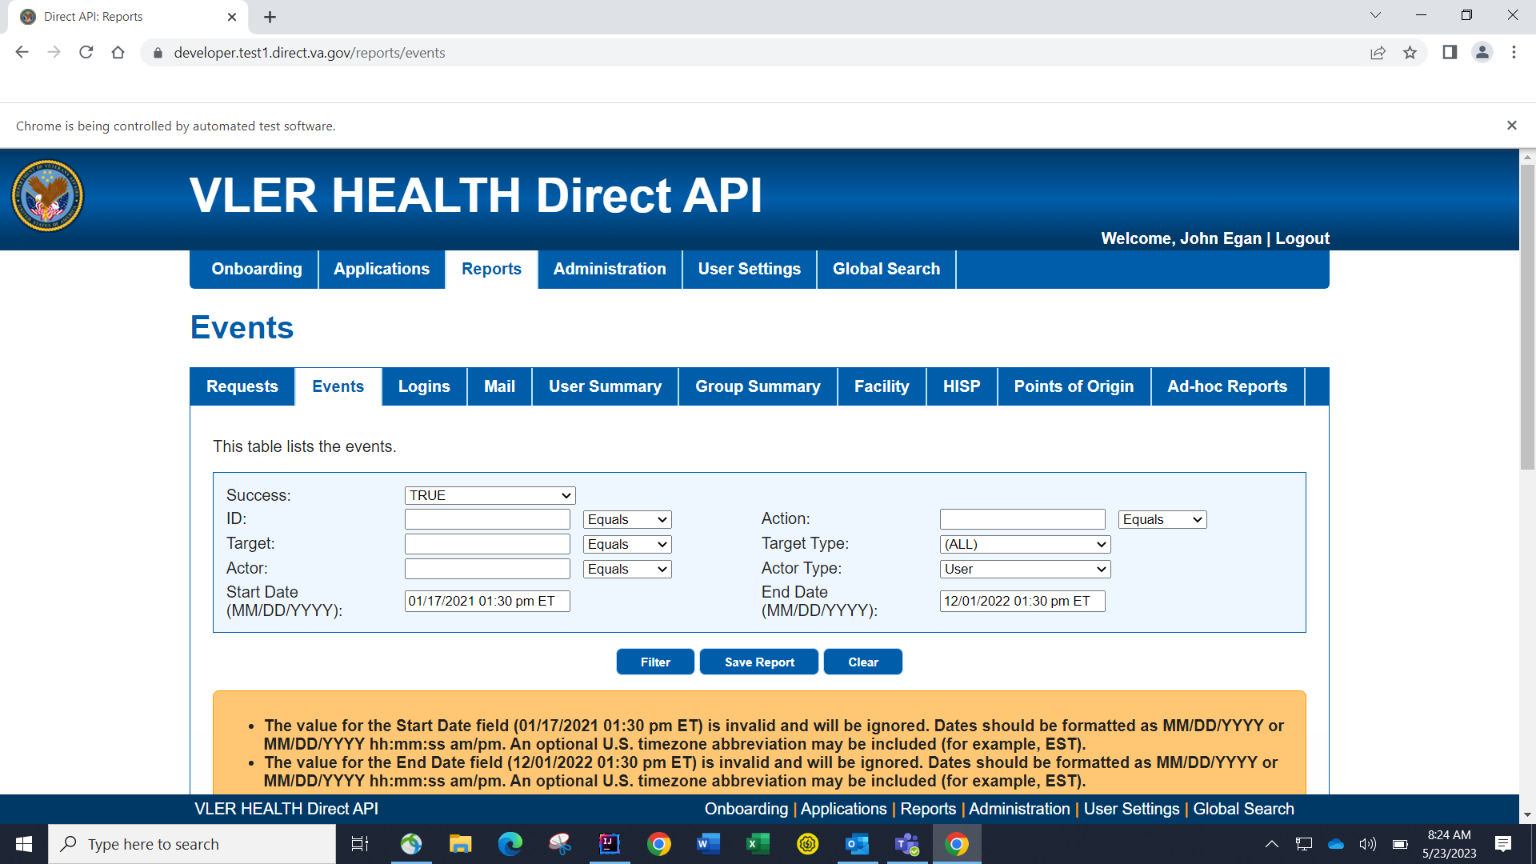 Direct API: Reports
developer.test1.direct.va.gov/reports/events
Chrome is being controlled by automated test software.
VLER HEALTH Direct API
Welcome, John Egan | Logout
Onboarding Applications Reports Administration User Settings Global Search
Events
Requests Events Logins Mail User Summary Group Summary Facility HISP Points of Origin Ad-hoc Reports
This table lists the events.
Success: TRUE
ID: Equals Action: Equals
Target: Equals Target Type: (ALL)
Actor: Equals Actor Type: User
Start Date (MM/DD/YYYY): 01/17/2021 01:30 pm ET End Date (MM/DD/YYYY): 12/01/2022 01:30 pm ET
Filter Save Report Clear
• The value for the Start Date field (01/17/2021 01:30 pm ET) is invalid and will be ignored. Dates should be formatted as MM/DD/YYYY or
MM/DD/YYYY hh:mm:ss am/pm. An optional U.S. timezone abbreviation may be included (for example, EST).
• The value for the End Date field (12/01/2022 01:30 pm ET) is invalid and will be ignored. Dates should be formatted as MM/DD/YYYY or
MM/DD/YYYY hh:mm:ss am/pm. An optional U.S. timezone abbreviation may be included (for example, EST).
VLER HEALTH Direct API Onboarding | Applications | Reports | Administration | User Settings | Global Search
Type here to search
8:24 AM
5/23/2023